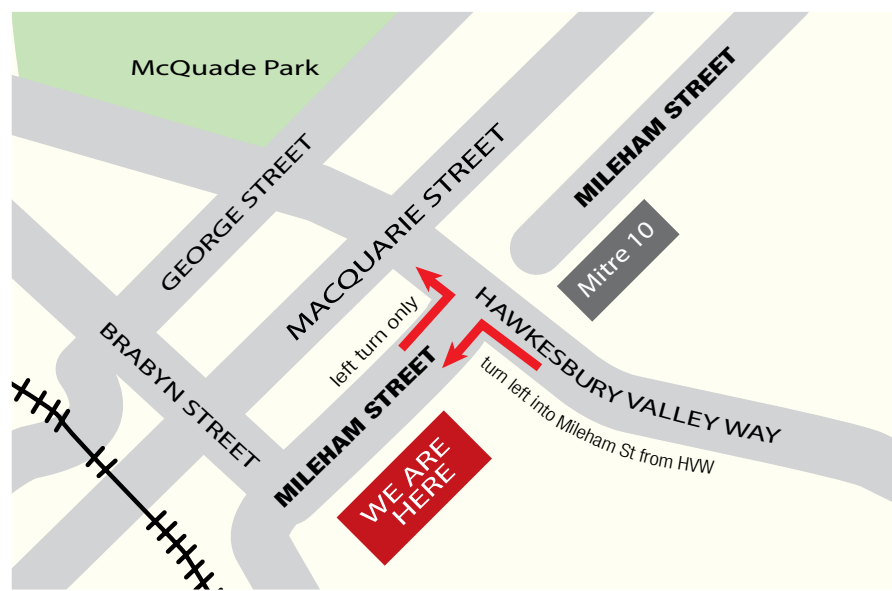 McQuade Park
GEORGE STREET
MACQUARIE STREET
MILEHAM STREET
Mitre 10
HAWKESBURY VALLEY WAY
left turn only
turn left into Mileham St from HVW
BRABYN STREET
MILEHAM STREET
WE ARE
HERE